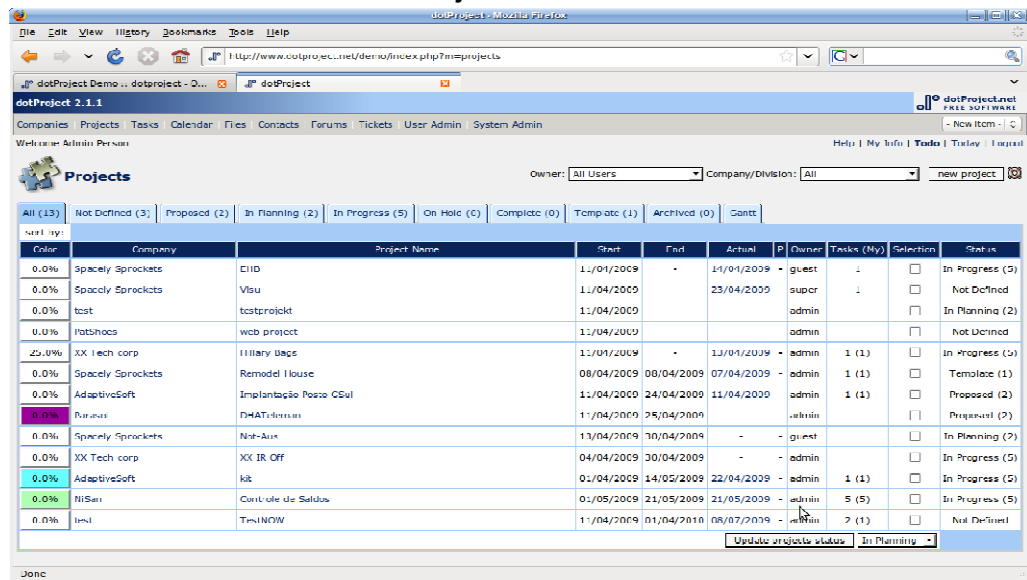 dotProject - Mozilla Firefox
File Edit View History Bookmarks Tools Help
http://www.dotproject.net/demo/index.php?m=projects
dotProject Demo :: dotproject - D... dotProject
dotProject 2.1.1 dotProject.net
FREE SOFTWARE
Companies Projects Tasks Calendar Files Contacts Forums Tickets User Admin System Admin - New Item -
Welcome Admin Person Help | My Info | Todo | Today | Logout
Projects Owner: All Users Company/Division: All new project
All (13) Not Defined (3) Proposed (2) In Planning (2) In Progress (5) On Hold (0) Complete (0) Template (1) Archived (0) Gantt
sort by:
Color Company Project Name Start End Actual P Owner Tasks (My) Selection Status
0.0% Spacely Sprockets 11/04/2009 - 14/04/2009 - guest 1 In Progress (5)
0.0% Spacely Sprockets Visu 11/04/2009 23/04/2009 super 1 Not Defined
0.0% test testprojekt 11/04/2009 admin In Planning (2)
0.0% PatShoes web project 11/04/2009 admin Not Defined
25.0% XX Tech corp Hillary Bags 11/04/2009 - 13/04/2009 - admin 1 (1) In Progress (5)
0.0% Spacely Sprockets Remodel House 08/04/2009 08/04/2009 07/04/2009 - admin 1 (1) Template (1)
0.0% AdaptiveSoft Implantação Posto GSul 11/04/2009 24/04/2009 11/04/2009 admin 1 (1) Proposed (2)
0.0% Parasol DHATeleman 11/04/2009 25/04/2009 admin Proposed (2)
0.0% Spacely Sprockets Not-Aus 13/04/2009 30/04/2009 - - guest In Planning (2)
0.0% XX Tech corp XX IR Off 04/04/2009 30/04/2009 - - admin In Progress (5)
0.0% AdaptiveSoft kit 01/04/2009 14/05/2009 22/04/2009 - admin 1 (1) In Progress (5)
0.0% NiSan Controle de Saldos 01/05/2009 21/05/2009 21/05/2009 - admin 5 (5) In Progress (5)
0.0% test TestNOW 11/04/2009 01/04/2010 08/07/2009 - admin 2 (1) Not Defined
Update projects status In Planning
Done